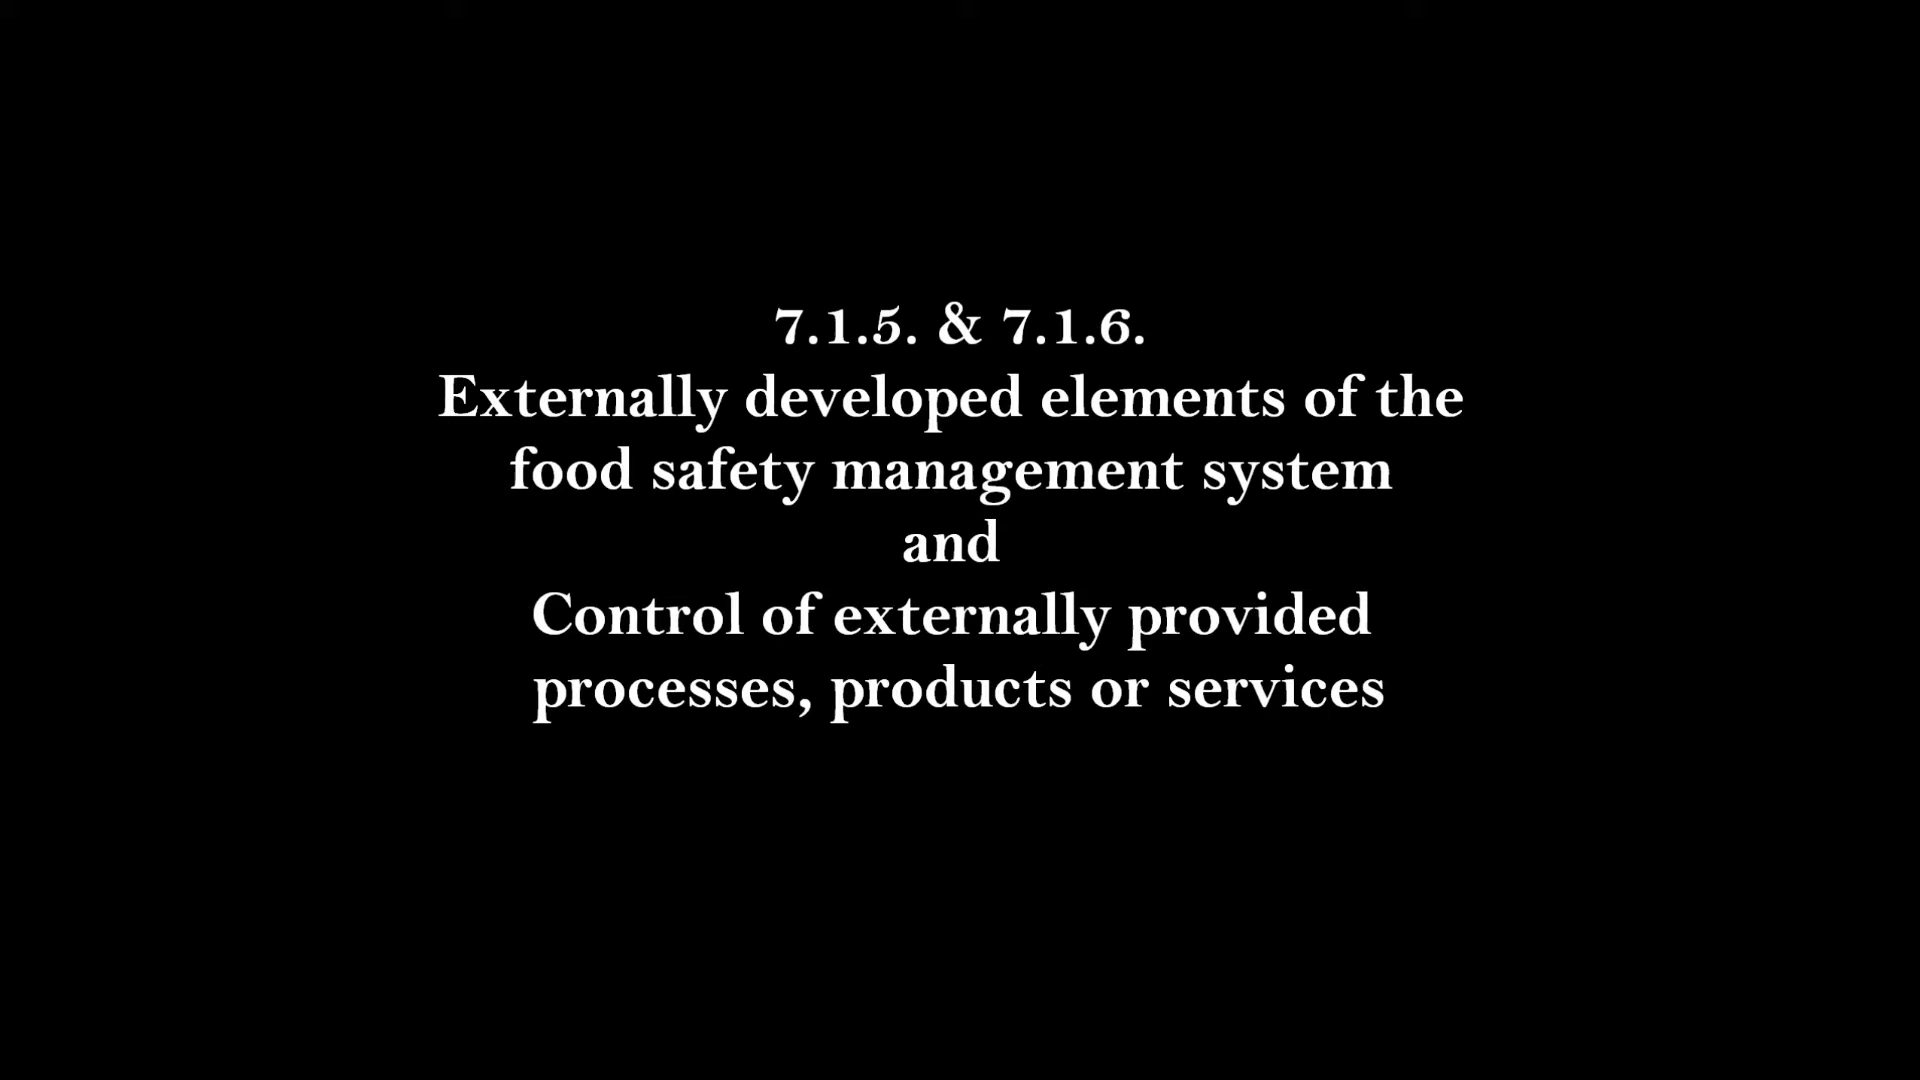 7.1.5. & 7.1.6.
Externally developed elements of the
food safety management system
and
Control of externally provided
processes, products or services